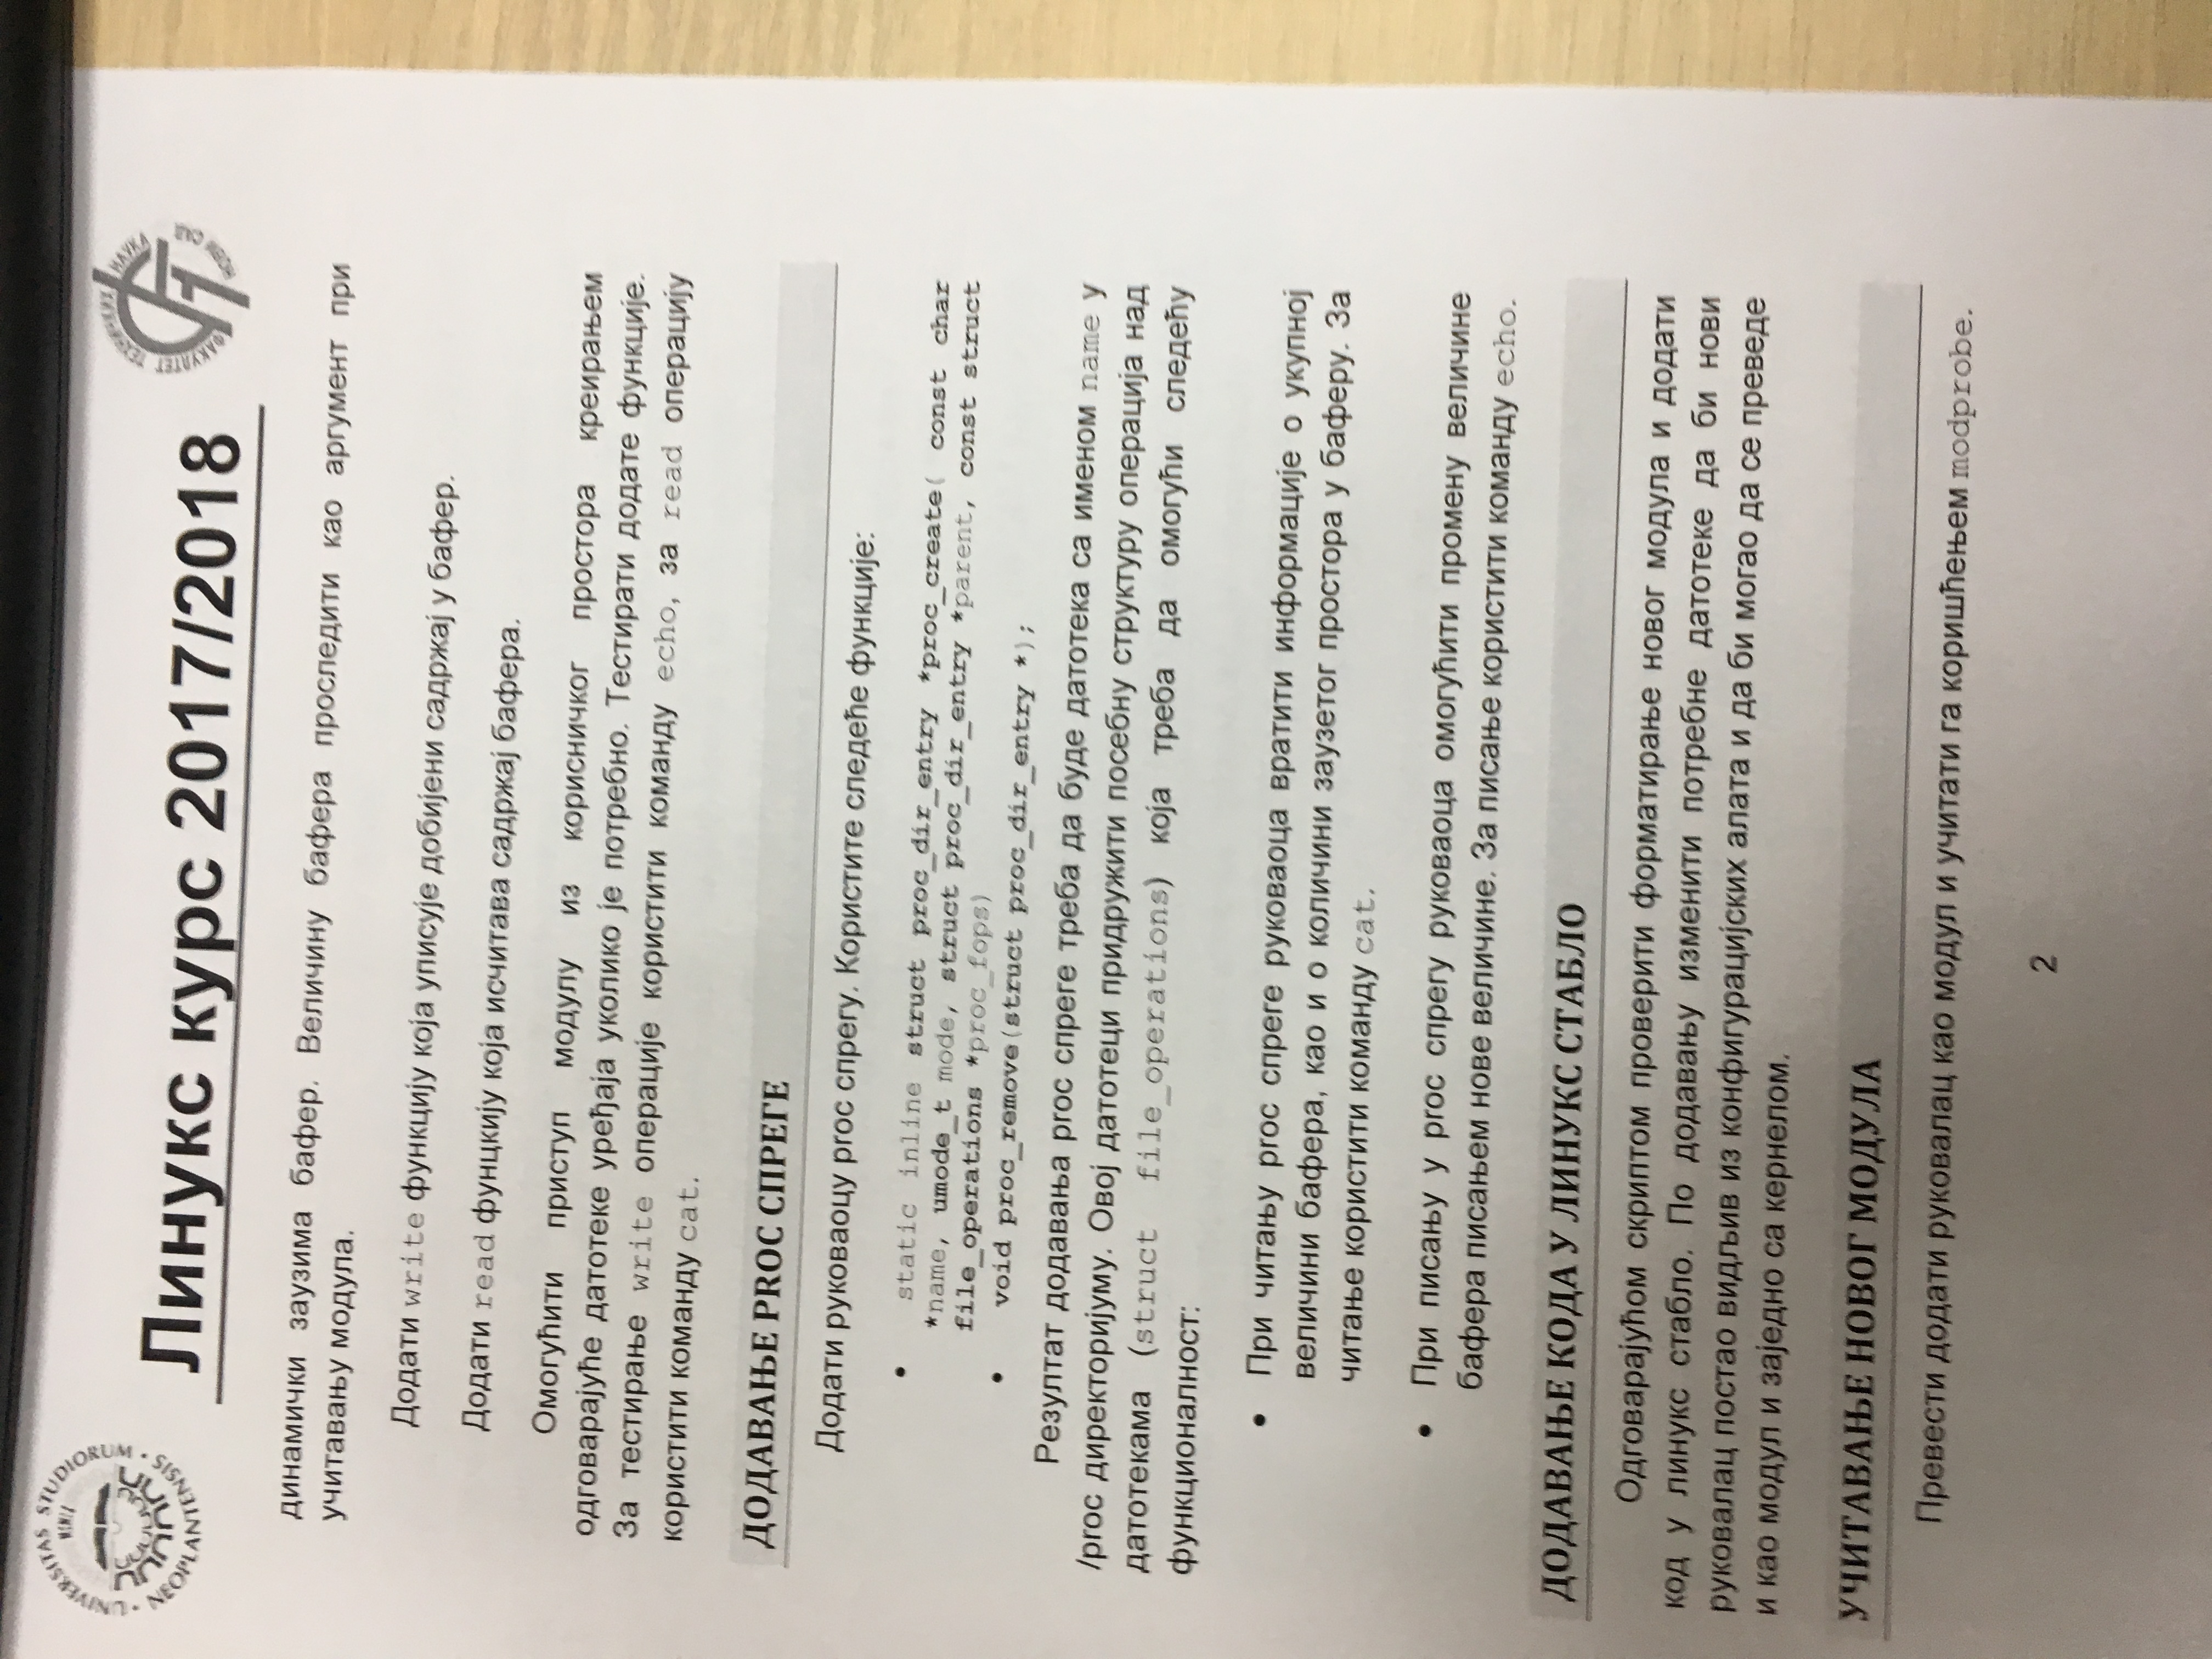 UNIVERSITAS STUDIORUM
NEOPLANTENSIS
ФАКУЛТЕТ ТЕХНИЧКИХ НАУКА
НОВИ САД
Линукс курс 2017/2018
динамички заузима бафер. Величину бафера проследити као аргумент при
учитавању модула.
Додати write функцију која уписује добијени садржај у бафер.
Додати read фунцкију која исчитава садржај бафера.
Омогућити приступ модулу из корисничког простора креирањем
одговарајуће датотеке уређаја уколико је потребно. Тестирати додате функције.
За тестирање write операције користити команду echo, за read операцију
користити команду cat.
ДОДАВАЊЕ PROC СПРЕГЕ
Додати руковаоцу proc спрегу. Користите следеће функције:
• static inline struct proc_dir_entry *proc_create( const char
*name, umode_t mode, struct proc_dir_entry *parent, const struct
file_operations *proc_fops)
• void proc_remove(struct proc_dir_entry *);
Резултат додавања proc спреге треба да буде датотека са именом name у
/proc директоријуму. Овој датотеци придружити посебну структуру операција над
датотекама (struct file_operations) која треба да омогући следећу
функционалност:
• При читању proc спреге руковаоца вратити информације о укупној
величини бафера, као и о количини заузетог простора у баферу. За
читање користити команду cat.
• При писању у proc спрегу руковаоца омогућити промену величине
бафера писањем нове величине. За писање користити команду echo.
ДОДАВАЊЕ КОДА У ЛИНУКС СТАБЛО
Одговарајућом скриптом проверити форматирање новог модула и додати
код у линукс стабло. По додавању изменити потребне датотеке да би нови
руковалац постао видљив из конфигурацијских алата и да би могао да се преведе
и као модул и заједно са кернелом.
УЧИТАВАЊЕ НОВОГ МОДУЛА
Превести додати руковалац као модул и учитати га коришћењем modprobe.
2